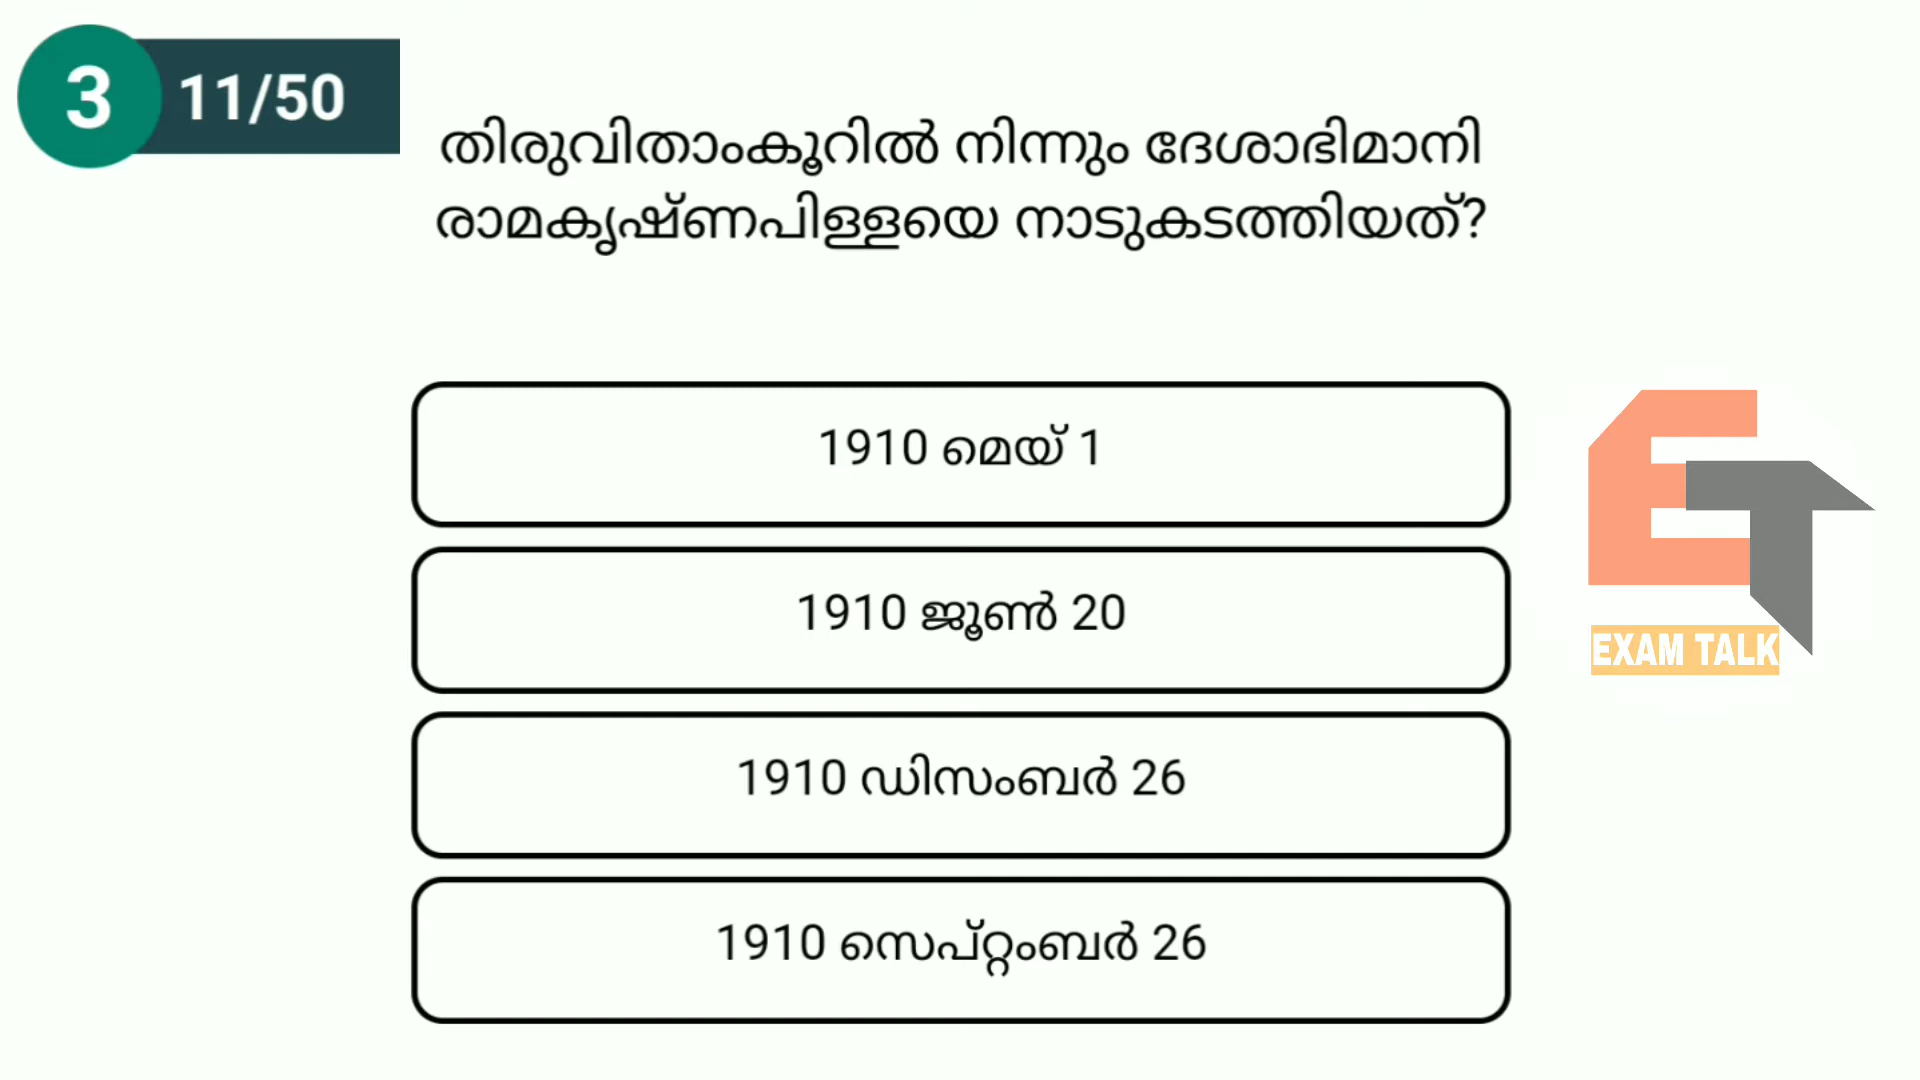 3
11/50
തിരുവിതാംകൂറിൽ നിന്നും ദേശാഭിമാനി
രാമകൃഷ്ണപിള്ളയെ നാടുകടത്തിയത്?
1910 മെയ് 1
1910 ജൂൺ 20
1910 ഡിസംബർ 26
1910 സെപ്റ്റംബർ 26
ET
EXAM TALK